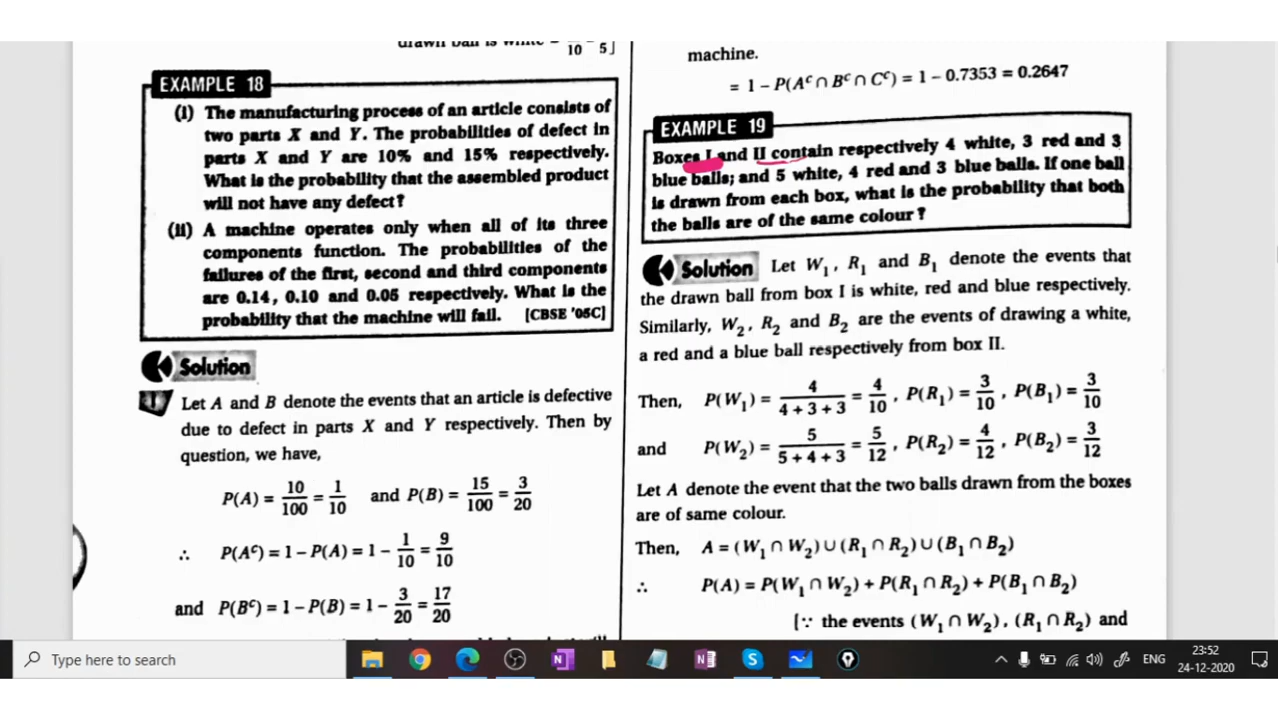 drawn ball is white = 10 5 ]
EXAMPLE 18
(i) The manufacturing process of an article consists of
two parts X and Y. The probabilities of defect in
parts X and Y are 10% and 15% respectively.
What is the probability that the assembled product
will not have any defect?
(ii) A machine operates only when all of its three
components function. The probabilities of the
failures of the first, second and third components
are 0.14, 0.10 and 0.05 respectively. What is the
probability that the machine will fail. [CBSE '05C]
Solution
I Let A and B denote the events that an article is defective
due to defect in parts X and Y respectively. Then by
question, we have,
P(A) = 10/100 = 1/10 and P(B) = 15/100 = 3/20
∴ P(Aᶜ) = 1 – P(A) = 1 – 1/10 = 9/10
and P(Bᶜ) = 1 – P(B) = 1 – 3/20 = 17/20
machine.
= 1 – P(Aᶜ ∩ Bᶜ ∩ Cᶜ) = 1 – 0.7353 = 0.2647
EXAMPLE 19
Boxes I and II contain respectively 4 white, 3 red and 3
blue balls; and 5 white, 4 red and 3 blue balls. If one ball
is drawn from each box, what is the probability that both
the balls are of the same colour?
Solution Let W₁, R₁ and B₁ denote the events that
the drawn ball from box I is white, red and blue respectively.
Similarly, W₂, R₂ and B₂ are the events of drawing a white,
a red and a blue ball respectively from box II.
Then, P(W₁) = 4/(4 + 3 + 3) = 4/10, P(R₁) = 3/10, P(B₁) = 3/10
and P(W₂) = 5/(5 + 4 + 3) = 5/12, P(R₂) = 4/12, P(B₂) = 3/12
Let A denote the event that the two balls drawn from the boxes
are of same colour.
Then, A = (W₁ ∩ W₂) ∪ (R₁ ∩ R₂) ∪ (B₁ ∩ B₂)
∴ P(A) = P(W₁ ∩ W₂) + P(R₁ ∩ R₂) + P(B₁ ∩ B₂)
[∵ the events (W₁ ∩ W₂), (R₁ ∩ R₂) and
Type here to search
ENG
23:52
24-12-2020